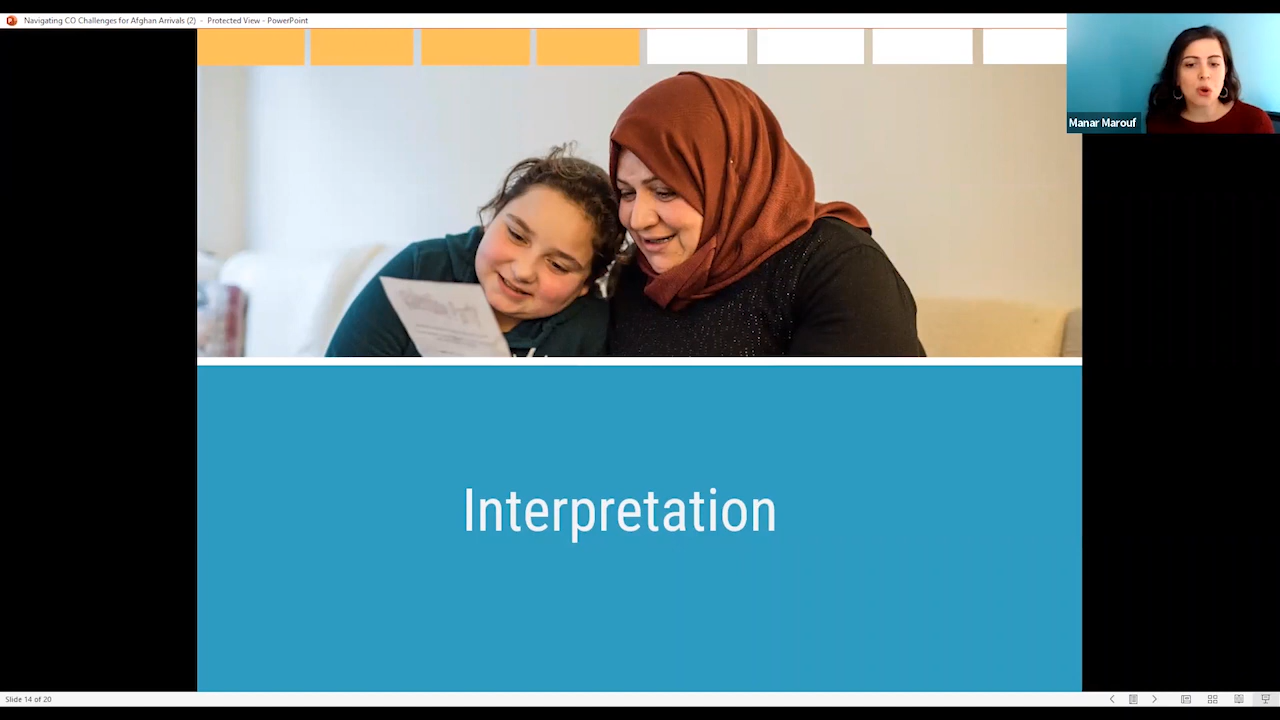 Navigating CO Challenges for Afghan Arrivals (2) - Protected View - PowerPoint
Manar Marouf
Interpretation
Slide 14 of 20